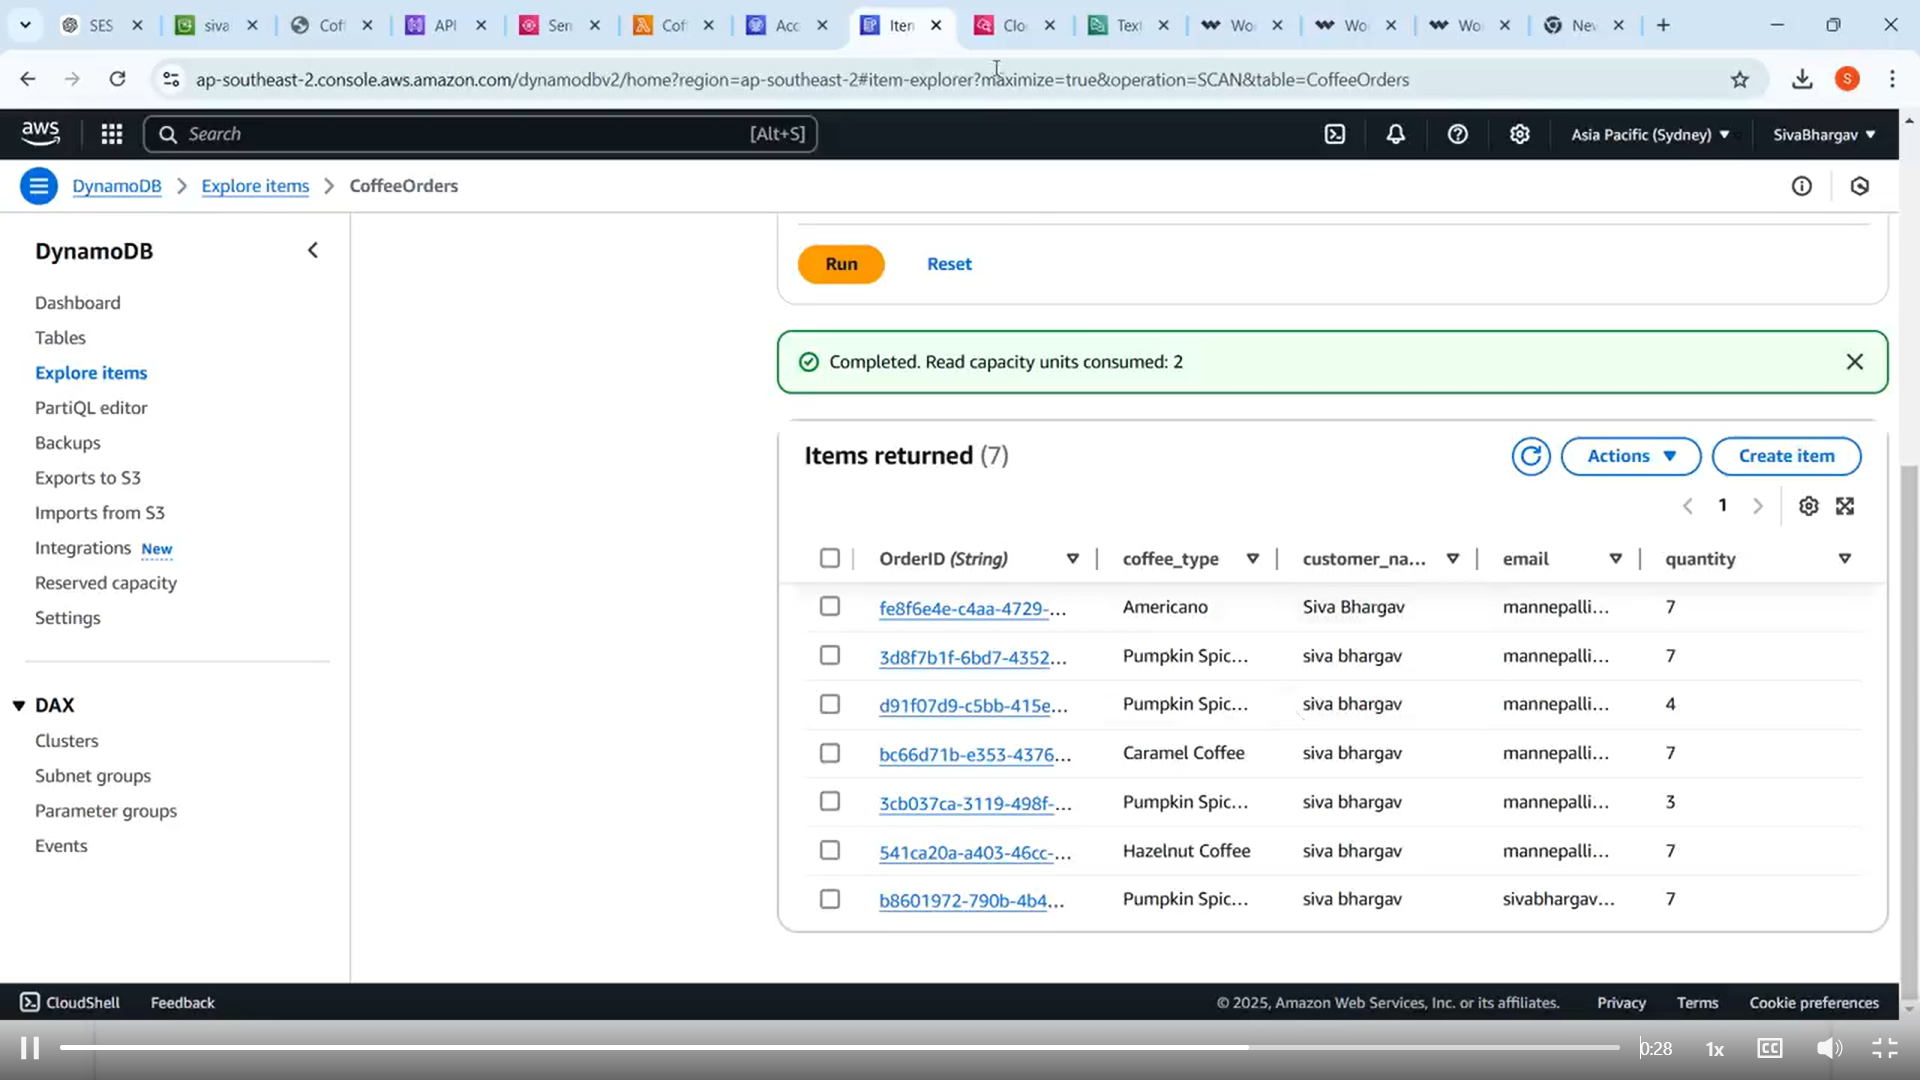 SES
siva
Cof
API
Sen
Cof
Acc
Iten
Clo
Text
Wo
Wo
Wo
Nev
ap-southeast-2.console.aws.amazon.com/dynamodbv2/home?region=ap-southeast-2#item-explorer?maximize=true&operation=SCAN&table=CoffeeOrders
S
aws
Search
[Alt+S]
Asia Pacific (Sydney)
SivaBhargav
DynamoDB
Explore items
CoffeeOrders
DynamoDB
Dashboard
Tables
Explore items
PartiQL editor
Backups
Exports to S3
Imports from S3
Integrations New
Reserved capacity
Settings
DAX
Clusters
Subnet groups
Parameter groups
Events
Run Reset
Completed. Read capacity units consumed: 2
Items returned (7)
Actions
Create item
1
OrderID (String) coffee_type customer_na... email quantity
fe8f6e4e-c4aa-4729-... Americano Siva Bhargav mannepalli... 7
3d8f7b1f-6bd7-4352... Pumpkin Spic... siva bhargav mannepalli... 7
d91f07d9-c5bb-415e... Pumpkin Spic... siva bhargav mannepalli... 4
bc66d71b-e353-4376... Caramel Coffee siva bhargav mannepalli... 7
3cb037ca-3119-498f-... Pumpkin Spic... siva bhargav mannepalli... 3
541ca20a-a403-46cc-... Hazelnut Coffee siva bhargav mannepalli... 7
b8601972-790b-4b4... Pumpkin Spic... siva bhargav sivabhargav... 7
CloudShell Feedback
© 2025, Amazon Web Services, Inc. or its affiliates. Privacy Terms Cookie preferences
0:28 1x CC